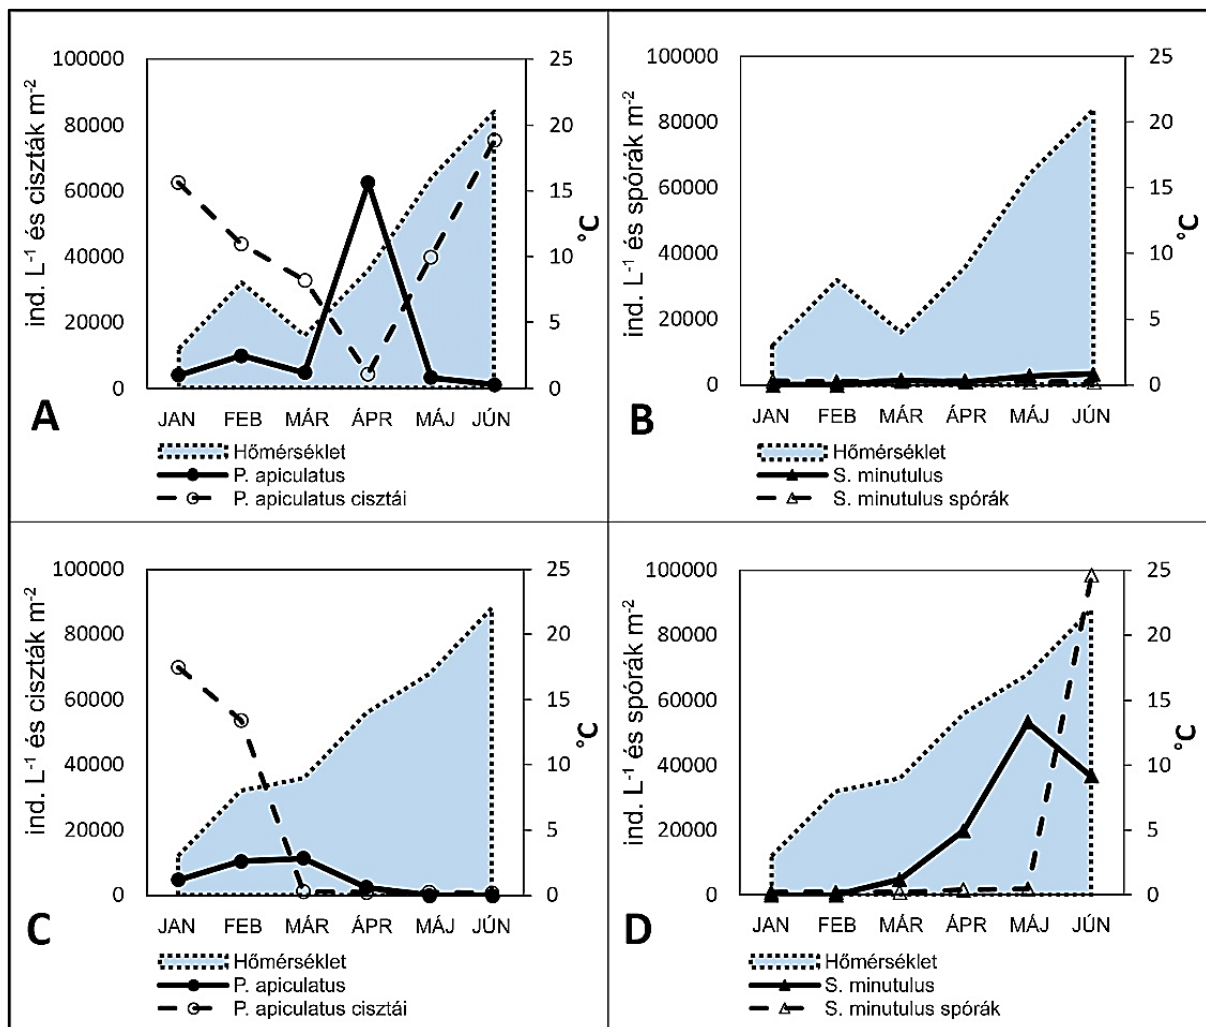 100000
80000
60000
40000
20000
0
ind. L⁻¹ és ciszták m⁻²
25
20
15
10
5
0
°C
JAN FEB MÁR ÁPR MÁJ JÚN
A
Hőmérséklet
P. apiculatus
P. apiculatus cisztái
100000
80000
60000
40000
20000
0
ind. L⁻¹ és spórák m⁻²
25
20
15
10
5
0
°C
JAN FEB MÁR ÁPR MÁJ JÚN
B
Hőmérséklet
S. minutulus
S. minutulus spórák
100000
80000
60000
40000
20000
0
ind. L⁻¹ és ciszták m⁻²
25
20
15
10
5
0
°C
JAN FEB MÁR ÁPR MÁJ JÚN
C
Hőmérséklet
P. apiculatus
P. apiculatus cisztái
100000
80000
60000
40000
20000
0
ind. L⁻¹ és spórák m⁻²
25
20
15
10
5
0
°C
JAN FEB MÁR ÁPR MÁJ JÚN
D
Hőmérséklet
S. minutulus
S. minutulus spórák